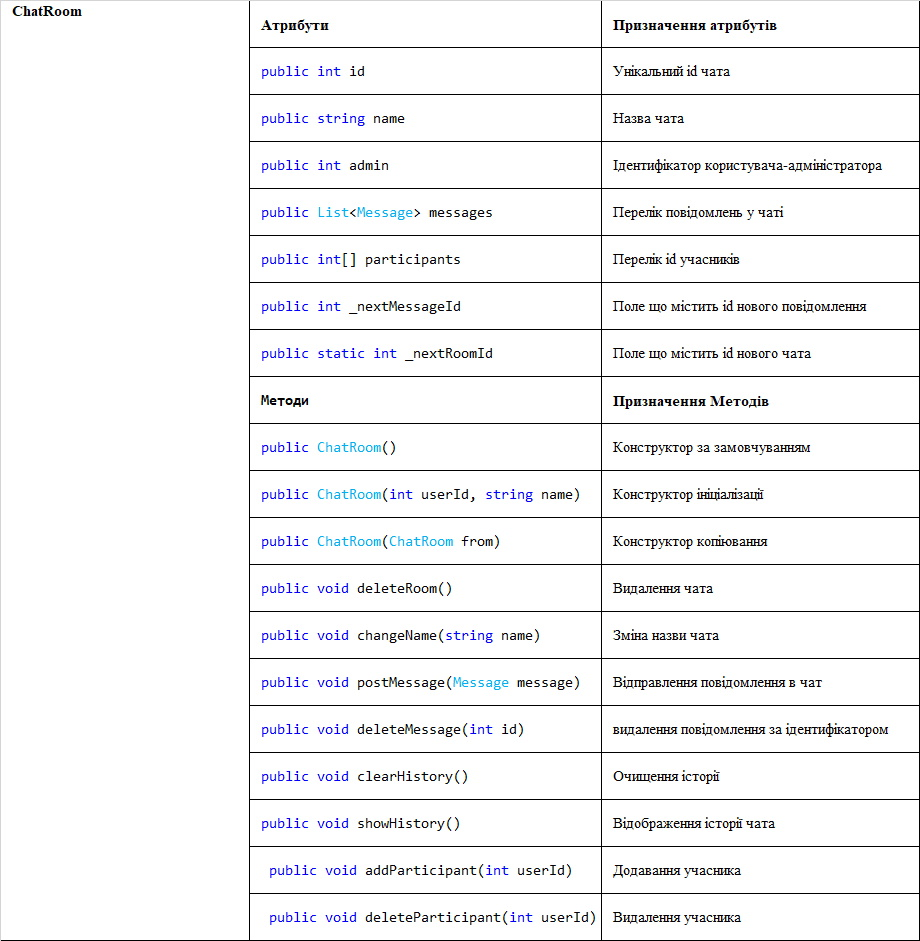 ChatRoom
Атрибути Призначення атрибутів
public int id Унікальний id чата
public string name Назва чата
public int admin Ідентифікатор користувача-адміністратора
public List<Message> messages Перелік повідомлень у чаті
public int[] participants Перелік id учасників
public int _nextMessageId Поле що містить id нового повідомлення
public static int _nextRoomId Поле що містить id нового чата
Методи Призначення Методів
public ChatRoom() Конструктор за замовчуванням
public ChatRoom(int userId, string name) Конструктор ініціалізації
public ChatRoom(ChatRoom from) Конструктор копіювання
public void deleteRoom() Видалення чата
public void changeName(string name) Зміна назви чата
public void postMessage(Message message) Відправлення повідомлення в чат
public void deleteMessage(int id) видалення повідомлення за ідентифікатором
public void clearHistory() Очищення історії
public void showHistory() Відображення історії чата
public void addParticipant(int userId) Додавання учасника
public void deleteParticipant(int userId) Видалення учасника